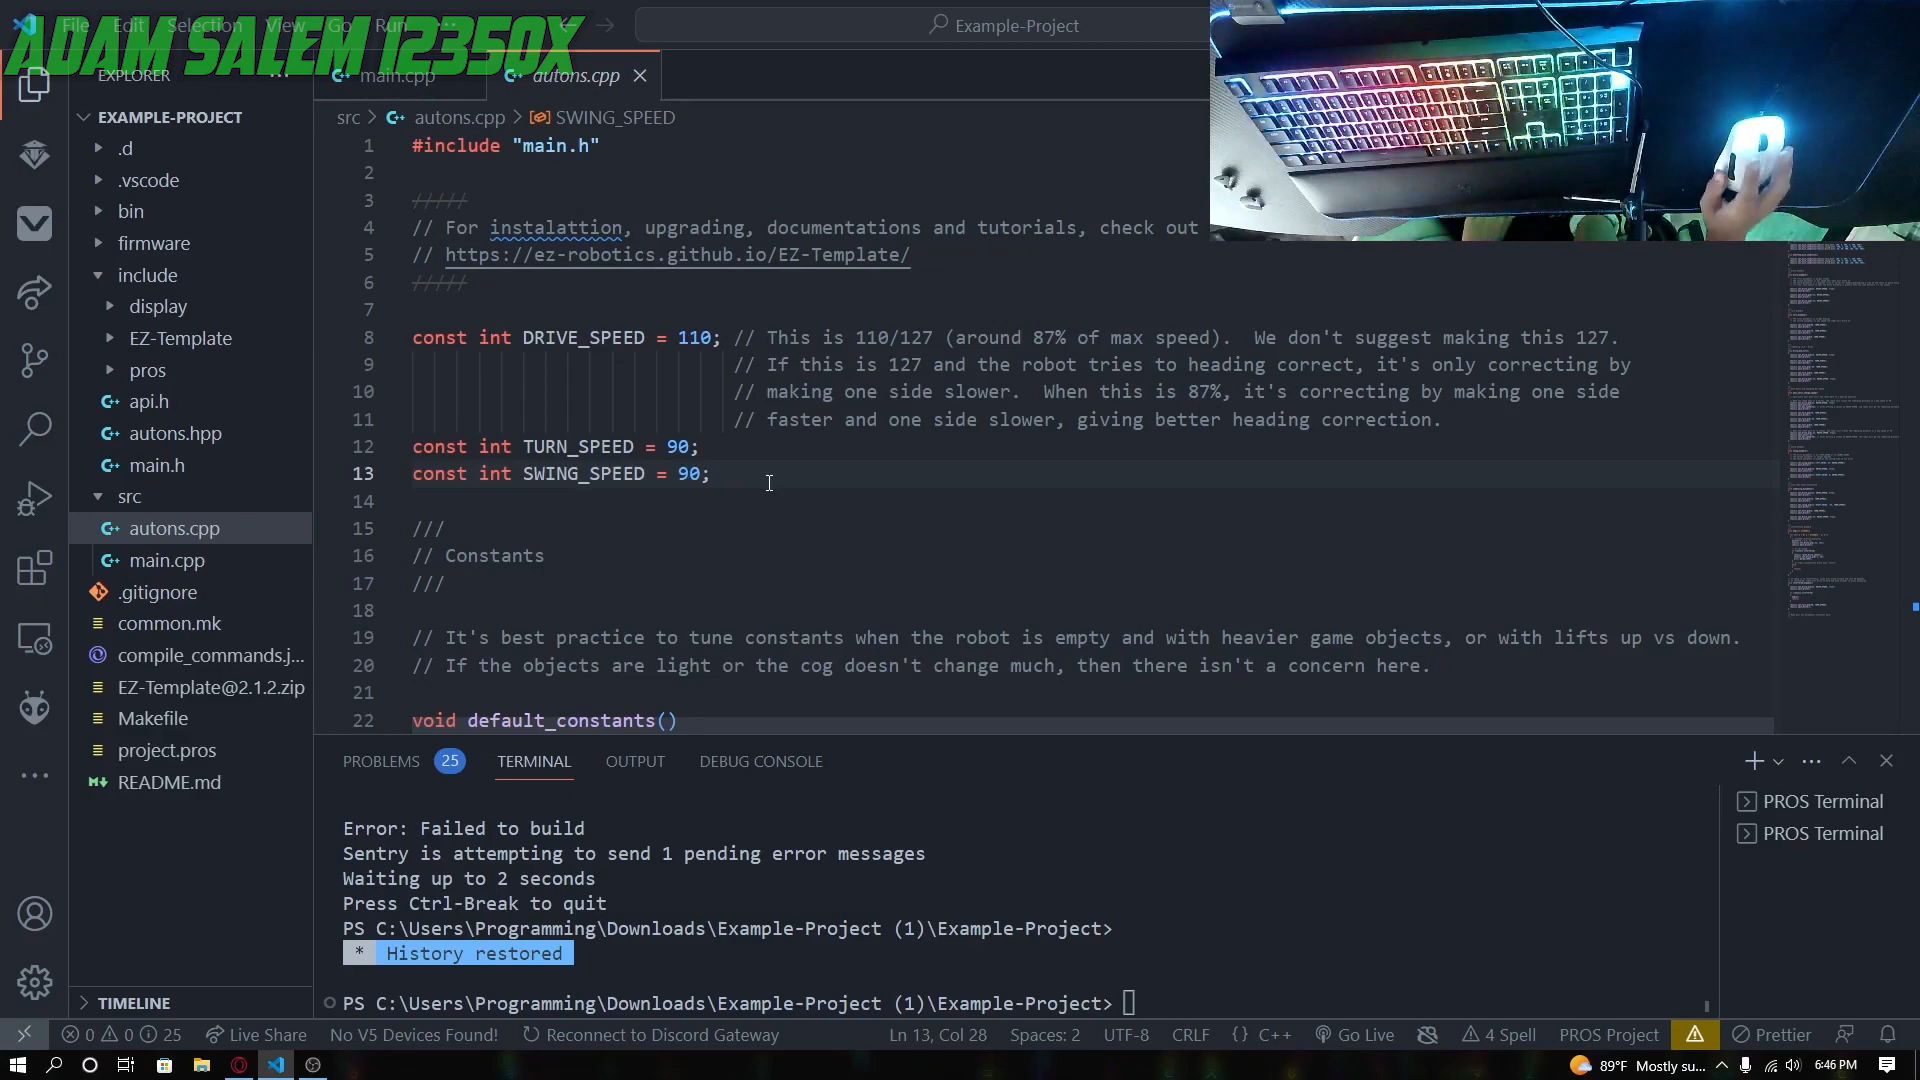 File Edit Selection View Go Run ...
Example-Project
ADAM SALEM 12350X
EXPLORER
main.cpp
autons.cpp
EXAMPLE-PROJECT
.d
.vscode
bin
firmware
include
display
EZ-Template
pros
api.h
autons.hpp
main.h
src
autons.cpp
main.cpp
.gitignore
common.mk
compile_commands.j...
EZ-Template@2.1.2.zip
Makefile
project.pros
README.md
TIMELINE
src > autons.cpp > SWING_SPEED
1 #include "main.h"
2
3 /////
4 // For instalattion, upgrading, documentations and tutorials, check out
5 // https://ez-robotics.github.io/EZ-Template/
6 /////
7
8 const int DRIVE_SPEED = 110; // This is 110/127 (around 87% of max speed). We don't suggest making this 127.
9 // If this is 127 and the robot tries to heading correct, it's only correcting by
10 // making one side slower. When this is 87%, it's correcting by making one side
11 // faster and one side slower, giving better heading correction.
12 const int TURN_SPEED = 90;
13 const int SWING_SPEED = 90;
14
15 ///
16 // Constants
17 ///
18
19 // It's best practice to tune constants when the robot is empty and with heavier game objects, or with lifts up vs down.
20 // If the objects are light or the cog doesn't change much, then there isn't a concern here.
21
22 void default_constants()
PROBLEMS 25 TERMINAL OUTPUT DEBUG CONSOLE
Error: Failed to build
Sentry is attempting to send 1 pending error messages
Waiting up to 2 seconds
Press Ctrl-Break to quit
PS C:\Users\Programming\Downloads\Example-Project (1)\Example-Project>
* History restored
PS C:\Users\Programming\Downloads\Example-Project (1)\Example-Project>
PROS Terminal
PROS Terminal
0 0 25 Live Share No V5 Devices Found! Reconnect to Discord Gateway Ln 13, Col 28 Spaces: 2 UTF-8 CRLF {} C++ Go Live 4 Spell PROS Project Prettier
89°F Mostly su... 6:46 PM